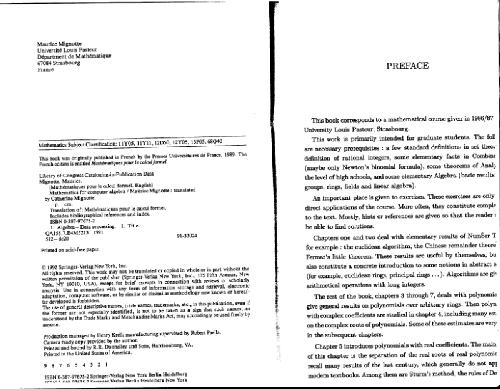 Maurice Mignotte
Université Louis Pasteur
Département de Mathématique
67084 Strasbourg
France
Mathematics Subject Classification: 11Y05, 11Y11, 12D05, 12Y05, 13P05, 68Q40
This book was originally published in French by the Presses Universitaires de France, 1989. The
French edition is entitled Mathématiques pour le calcul formel.
Library of Congress Cataloging-in-Publication Data
Mignotte, Maurice.
[Mathématiques pour le calcul formel. English]
Mathematics for computer algebra / Maurice Mignotte : translated
by Catherine Mignotte
p. cm
Translation of: Mathématiques pour le calcul formel.
Includes bibliographical references and index.
ISBN 0-387-97675-2
1. Algebra—Data processing. I. Title.
512—dc20
Printed on acid-free paper.
© 1992 Springer-Verlag New York, Inc.
All rights reserved. This work may not be translated or copied in whole or in part without the
written permission of the publisher (Springer-Verlag New York, Inc., 175 Fifth Avenue, New
York, NY 10010, USA), except for brief excerpts in connection with reviews or scholarly
analysis. Use in connection with any form of information storage and retrieval, electronic
adaptation, computer software, or by similar or dissimilar methodology now known or hereaf-
ter developed is forbidden.
The use of general descriptive names, trade names, trademarks, etc., in this publication, even if
the former are not especially identified, is not to be taken as a sign that such names, as
understood by the Trade Marks and Merchandise Marks Act, may accordingly be used freely by
anyone.
Production managed by Henry Krell; manufacturing supervised by Robert Paella.
Camera ready copy provided by the author.
Printed and bound by R.R. Donnelley and Sons, Harrisonburg, VA.
Printed in the United States of America.
9 8 7 6 5 4 3 2 1
ISBN 0-387-97675-2 Springer-Verlag New York Berlin Heidelberg
Springer-Verlag Berlin Heidelberg New York
PREFACE
This book corresponds to a mathematical course given in 1986/87
University Louis Pasteur, Strasbourg.
This work is primarily intended for graduate students. The foll
are necessary prerequisites : a few standard definitions in set theo
definition of rational integers, some elementary facts in Combina
(maybe only Newton's binomial formula), some theorems of Anal
the level of high schools, and some elementary Algebra (basic results
groups, rings, fields and linear algebra).
An important place is given to exercises. These exercises are only
direct applications of the course. More often, they constitute comple
to the text. Mostly, hints or references are given so that the reader
be able to find solutions.
Chapters one and two deal with elementary results of Number T
for example : the euclidean algorithm, the Chinese remainder theore
Fermat's little theorem. These results are useful by themselves, bu
also constitute a concrete introduction to some notions in abstract a
(for example, euclidean rings, principal rings ...). Algorithms are gi
arithmetical operations with long integers.
The rest of the book, chapters 3 through 7, deals with polynomia
give general results on polynomials over arbitrary rings. Then polyn
with complex coefficients are studied in chapter 4, including many est
on the complex roots of polynomials. Some of these estimates are very
in the subsequent chapters.
Chapter 5 introduces polynomials with real coefficients. The main
of this chapter is the separation of the real roots of real polynomi
recall many results of the last century, which generally do not app
modern textbooks. Among these are Sturm's method, the rules of De